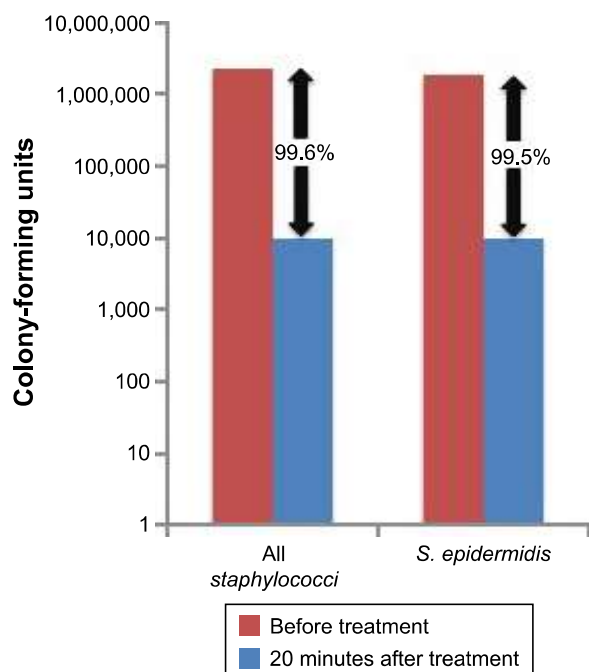 Colony-forming units
10,000,000
1,000,000
100,000
10,000
1,000
100
10
1
99.6%
99.5%
All
staphylococci
S. epidermidis
Before treatment
20 minutes after treatment